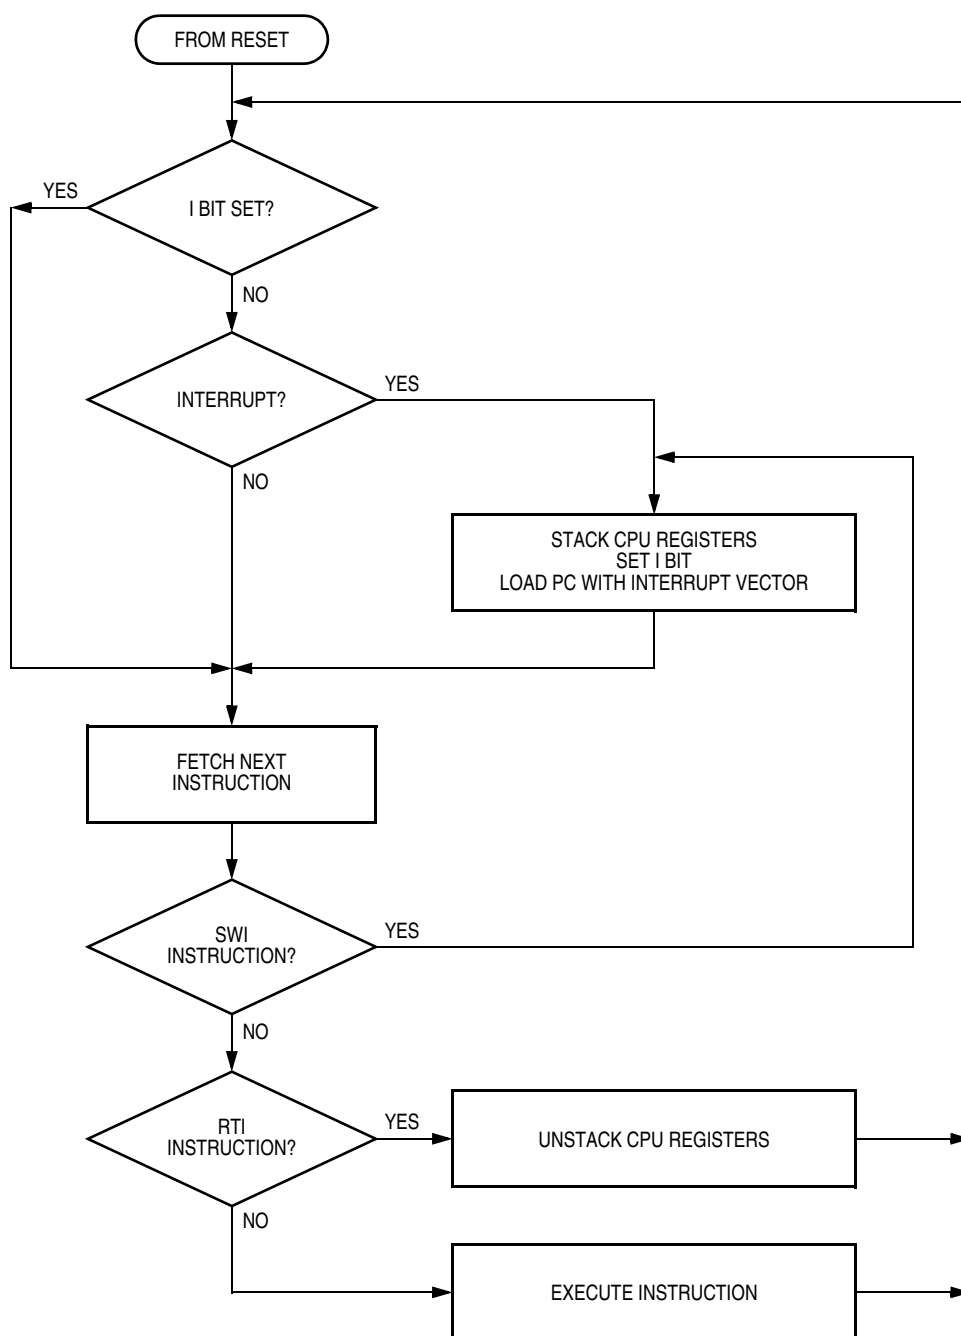 FROM RESET
YES
I BIT SET?
NO
INTERRUPT?
YES
NO
STACK CPU REGISTERS
SET I BIT
LOAD PC WITH INTERRUPT VECTOR
FETCH NEXT
INSTRUCTION
SWI
INSTRUCTION?
YES
NO
RTI
INSTRUCTION?
YES
UNSTACK CPU REGISTERS
NO
EXECUTE INSTRUCTION